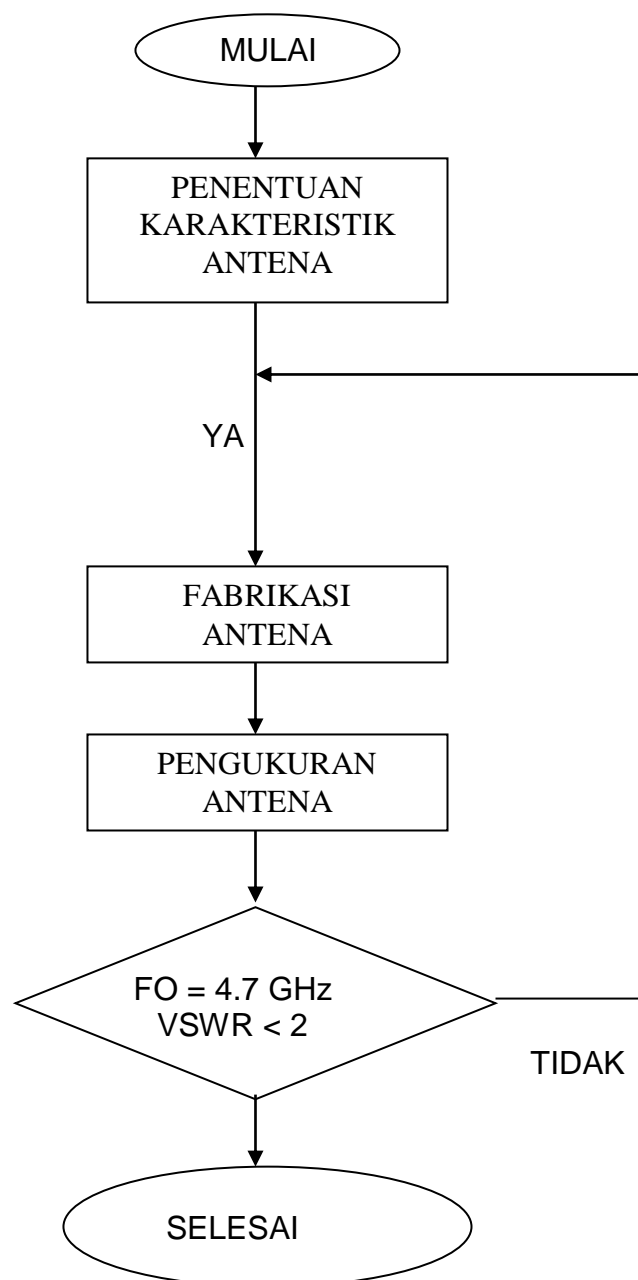 MULAI
PENENTUAN
KARAKTERISTIK
ANTENA
YA
FABRIKASI
ANTENA
PENGUKURAN
ANTENA
FO = 4.7 GHz
VSWR < 2
TIDAK
SELESAI